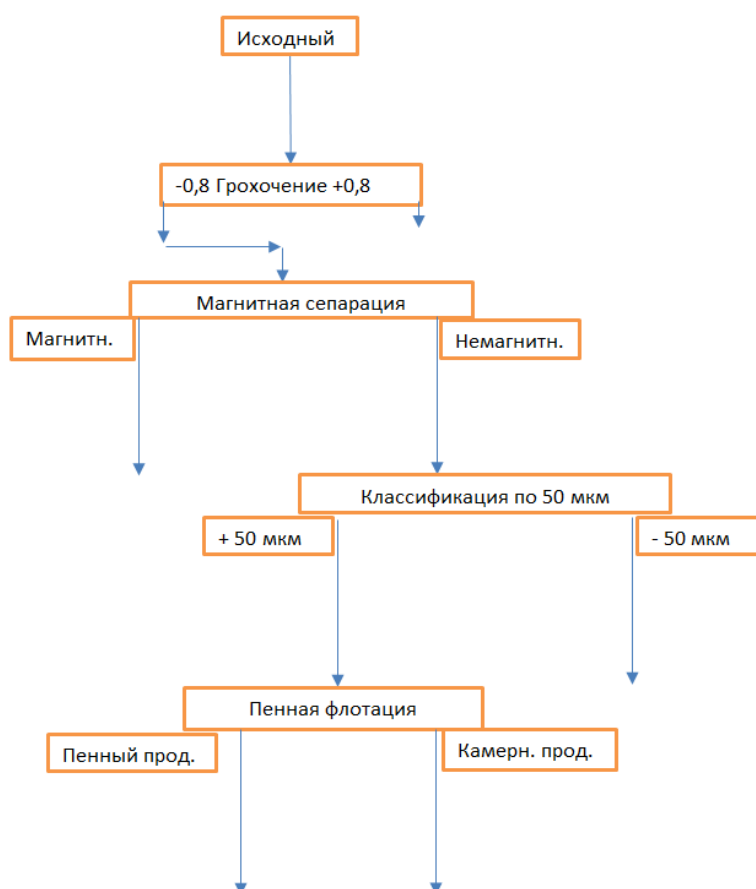 Исходный
-0,8 Грохочение +0,8
Магнитная сепарация
Магнитн.
Немагнитн.
Классификация по 50 мкм
+ 50 мкм
- 50 мкм
Пенная флотация
Пенный прод.
Камерн. прод.